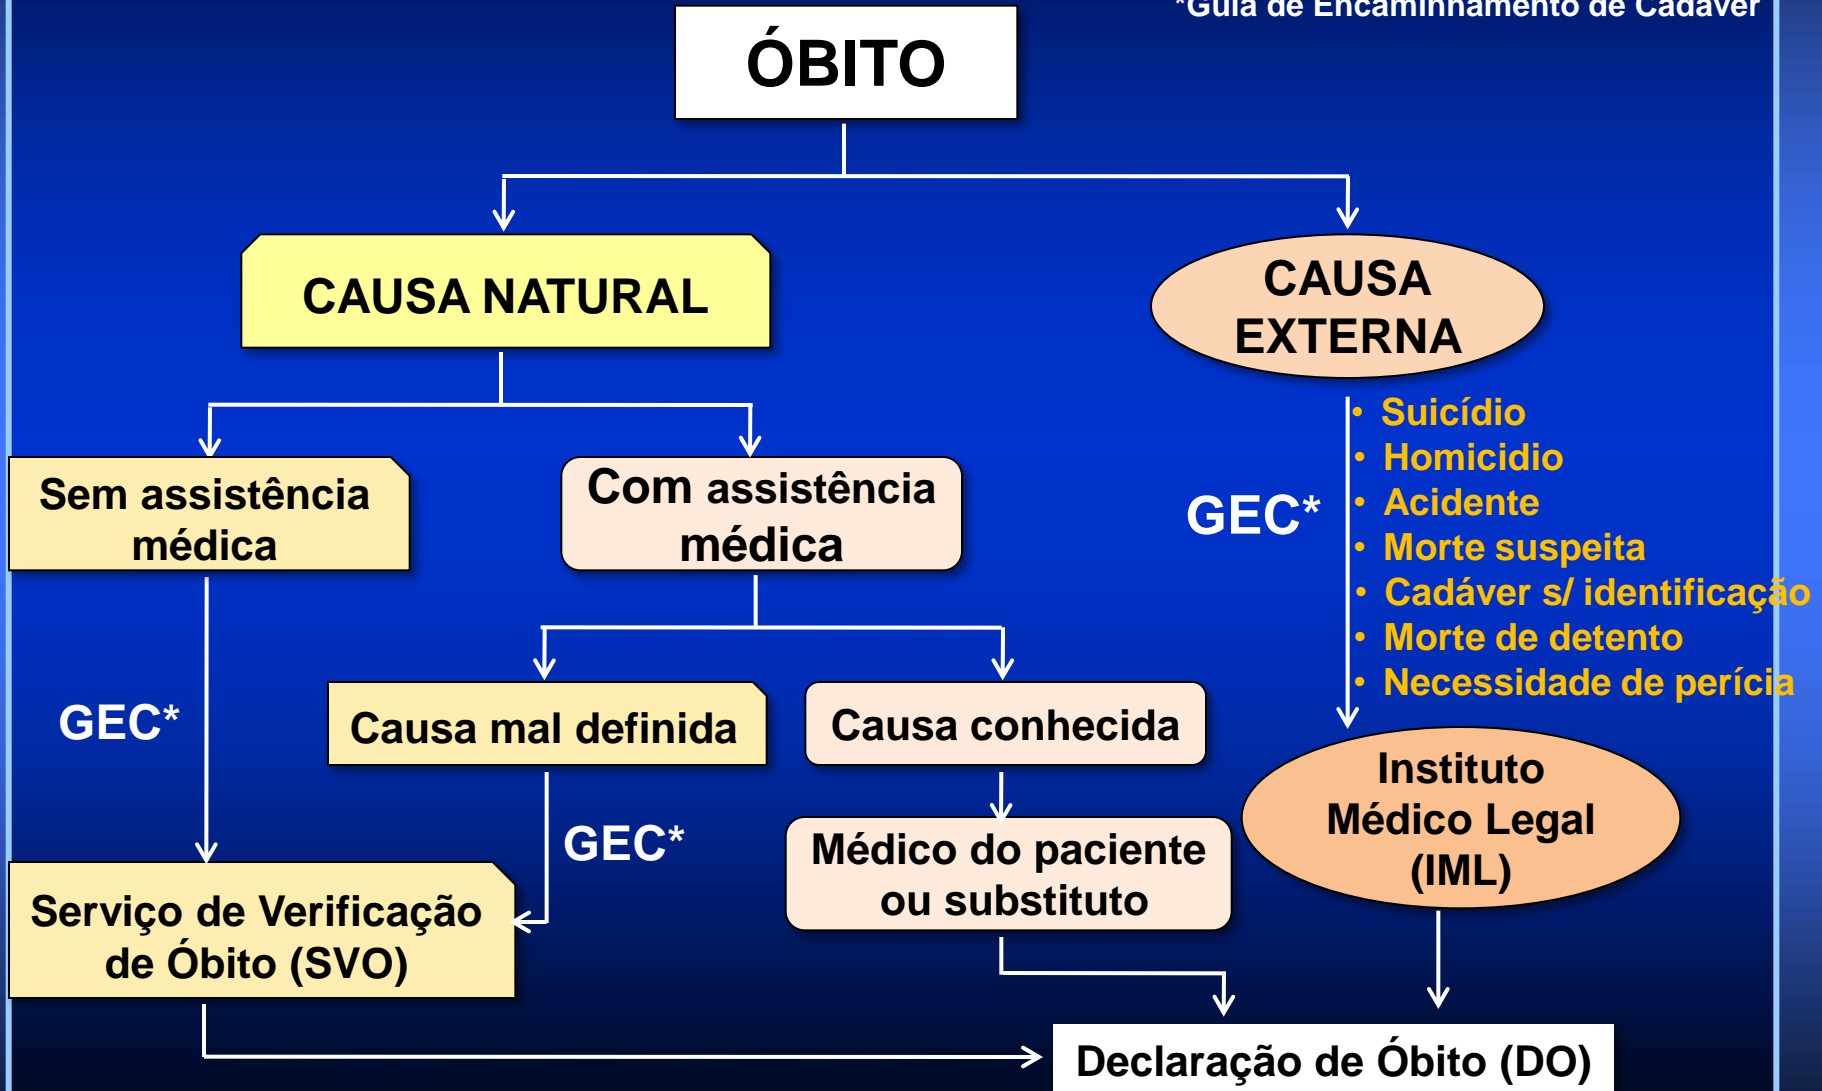 *Guia de Encaminhamento de Cadáver
ÓBITO
CAUSA NATURAL
CAUSA
EXTERNA
• Suicídio
• Homicidio
• Acidente
• Morte suspeita
• Cadáver s/ identificação
• Morte de detento
• Necessidade de perícia
GEC*
Sem assistência
médica
Com assistência
médica
GEC*
Causa mal definida
Causa conhecida
GEC*
Médico do paciente
ou substituto
Instituto
Médico Legal
(IML)
Serviço de Verificação
de Óbito (SVO)
Declaração de Óbito (DO)